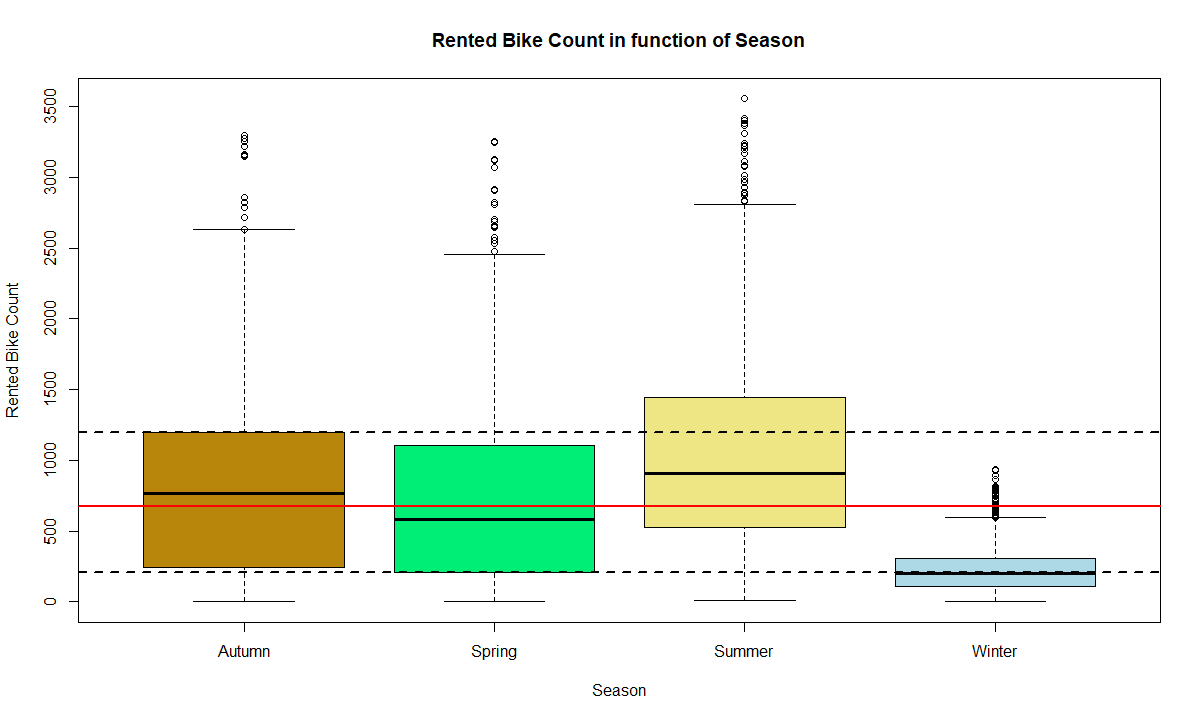 Rented Bike Count in function of Season
Rented Bike Count
3500
3000
2500
2000
1500
1000
500
0
Autumn
Spring
Summer
Winter
Season